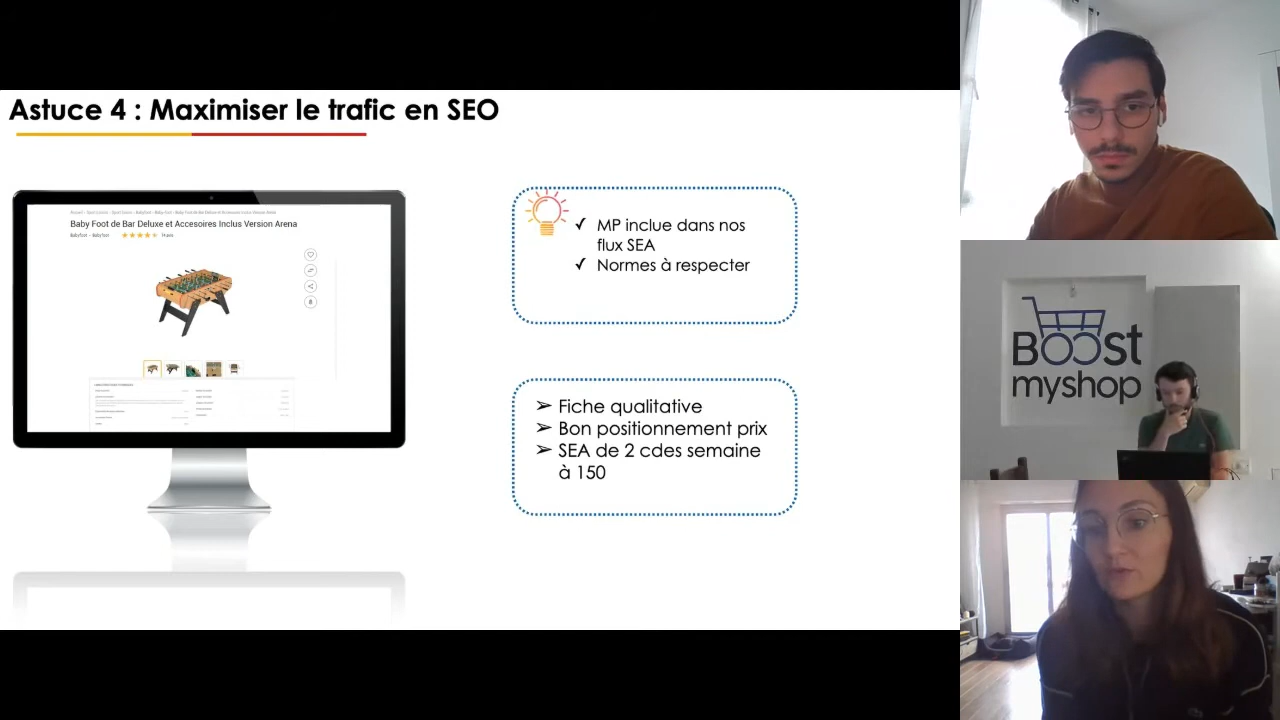 Astuce 4 : Maximiser le trafic en SEO
Baby Foot de Bar Deluxe et Accesoires Inclus Version Arena
✓ MP inclue dans nos
flux SEA
✓ Normes à respecter
➢ Fiche qualitative
➢ Bon positionnement prix
➢ SEA de 2 cdes semaine
à 150
BOOst
myshop